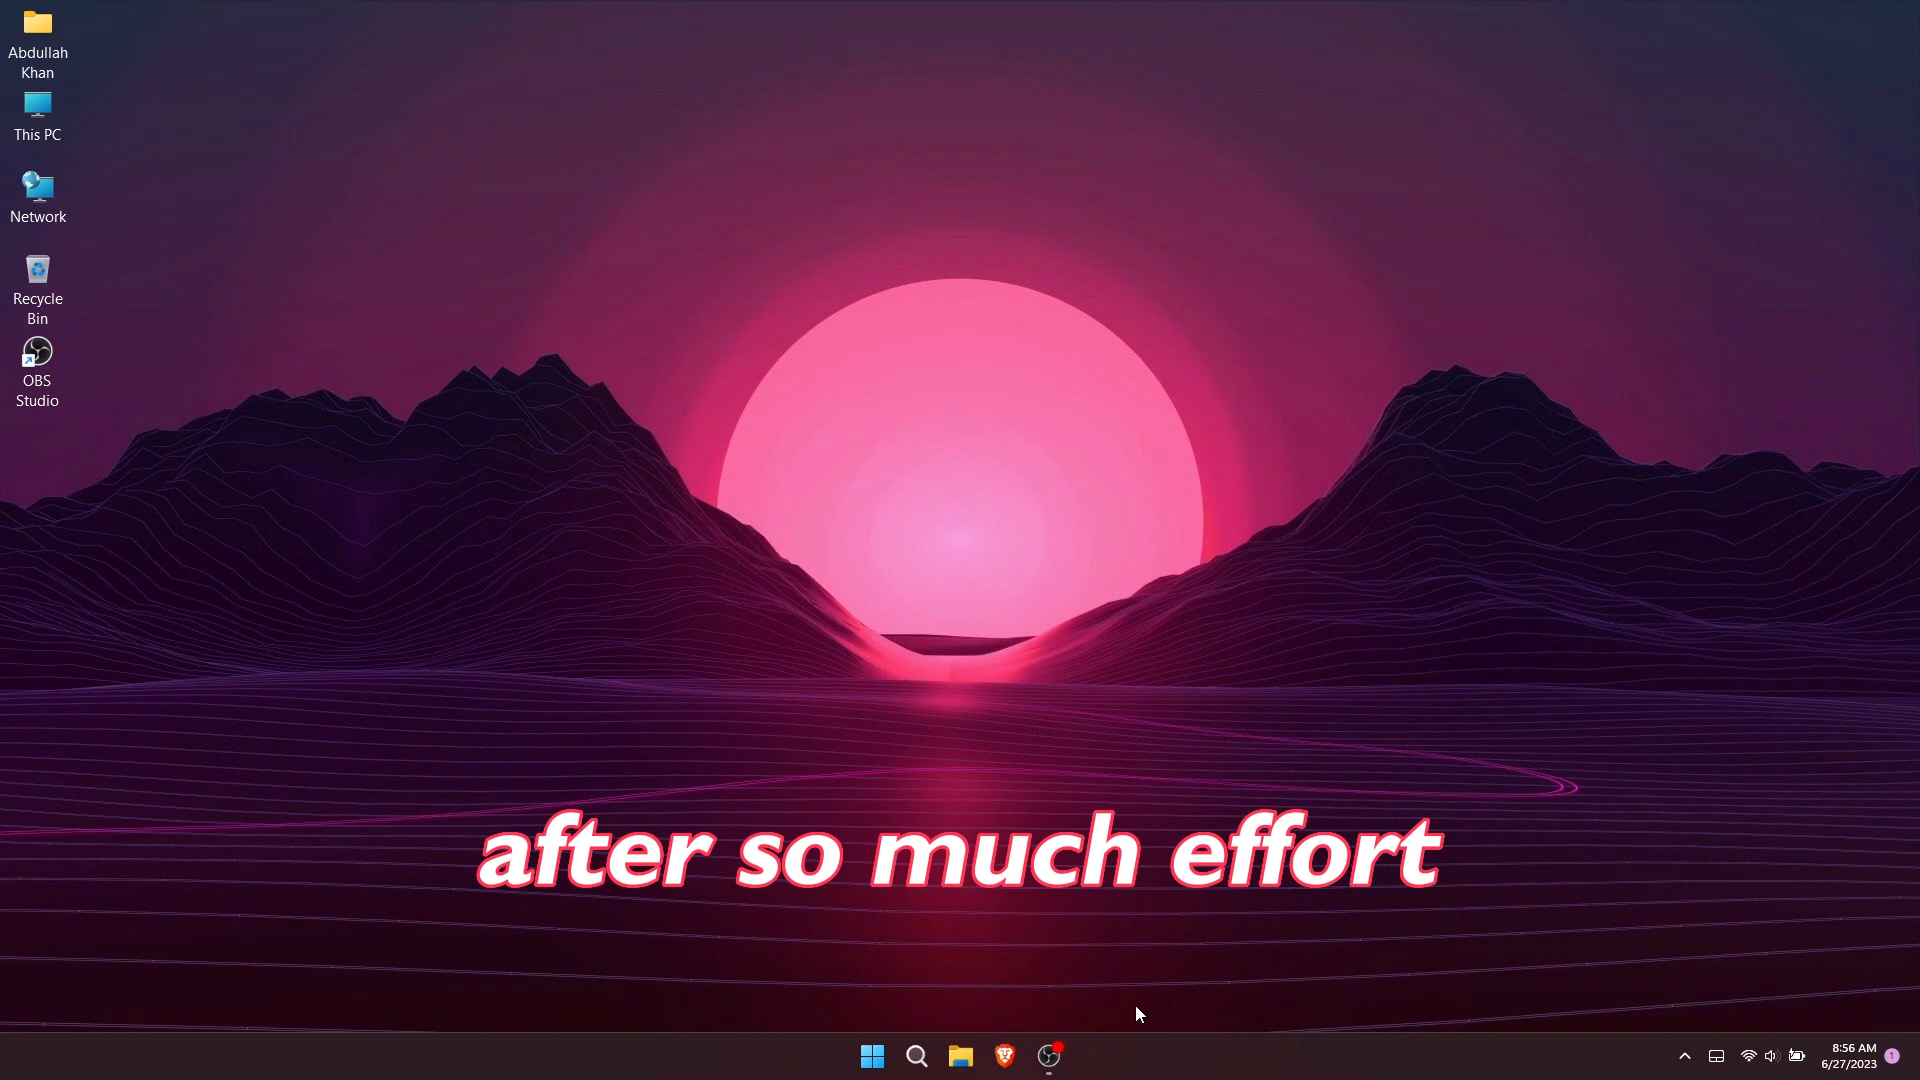 Abdullah
Khan
This PC
Network
Recycle
Bin
OBS
Studio
after so much effort
8:56 AM
6/27/2023
1